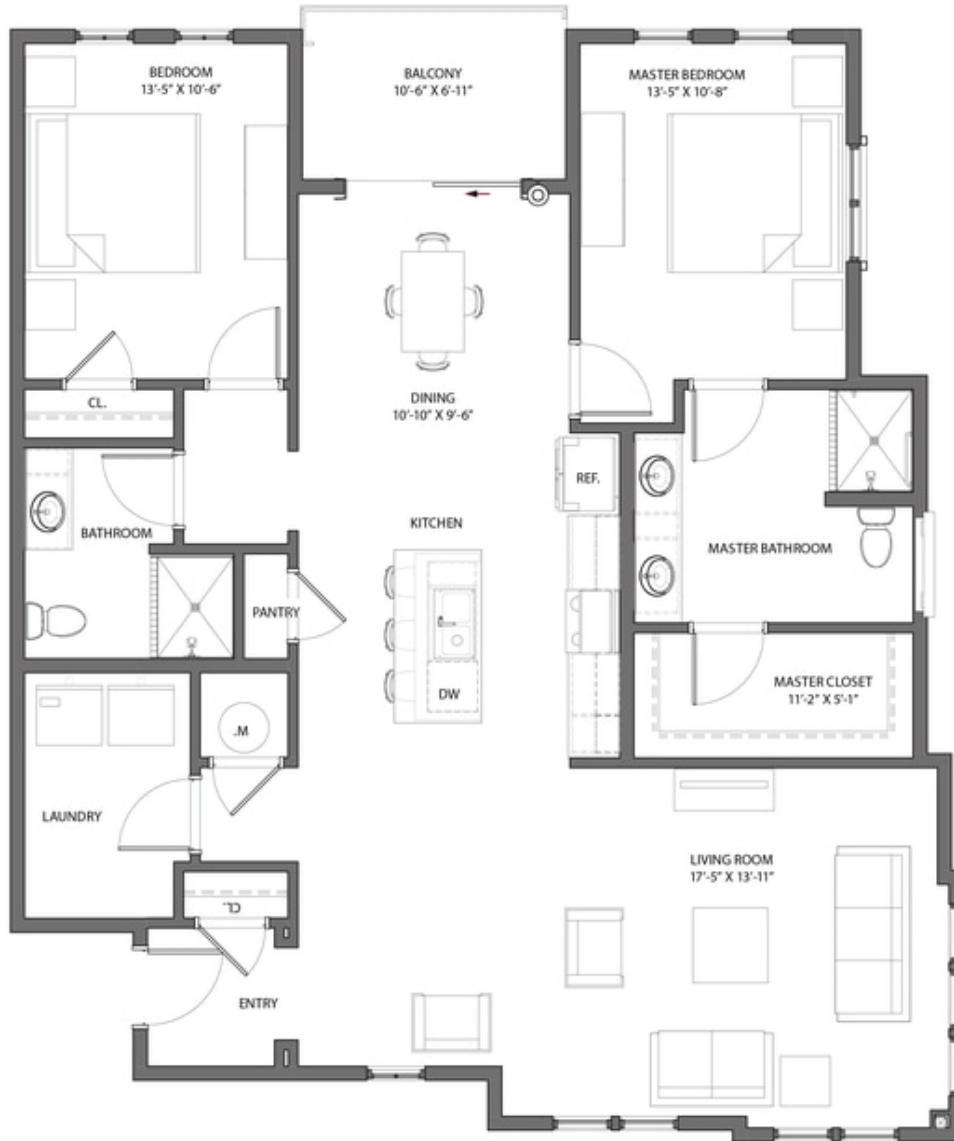 BEDROOM
13'-5" X 10'-6"
BALCONY
10'-6" X 6'-11"
MASTER BEDROOM
13'-5" X 10'-8"
CL.
DINING
10'-10" X 9'-6"
REF.
BATHROOM
KITCHEN
MASTER BATHROOM
PANTRY
DW
MASTER CLOSET
11'-2" X 5'-1"
.M
LAUNDRY
LIVING ROOM
17'-5" X 13'-11"
CL.
ENTRY